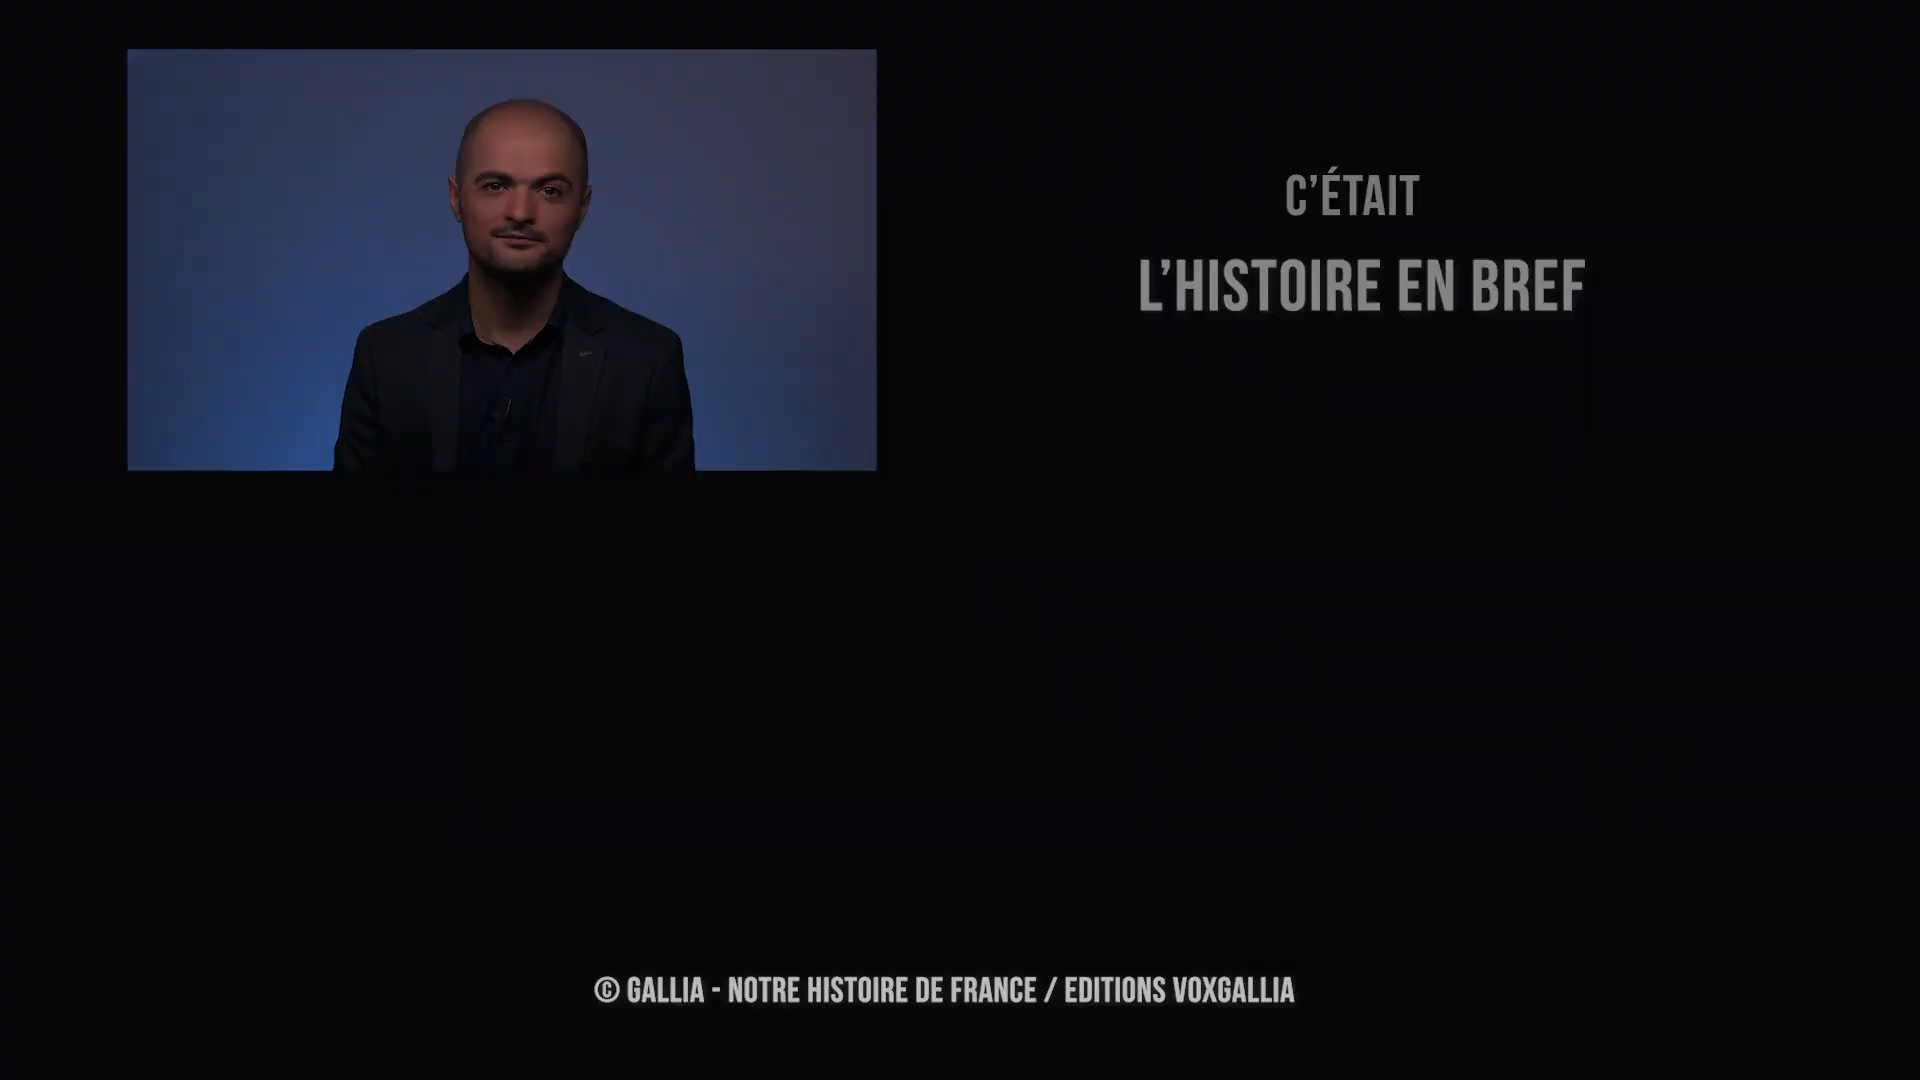 C'ÉTAIT
L'HISTOIRE EN BREF
© GALLIA - NOTRE HISTOIRE DE FRANCE / EDITIONS VOXGALLIA